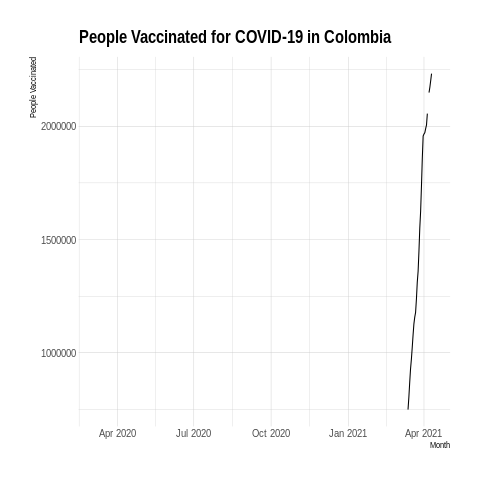 People Vaccinated for COVID-19 in Colombia
People Vaccinated
2000000
1500000
1000000
Apr 2020 Jul 2020 Oct 2020 Jan 2021 Apr 2021
Month